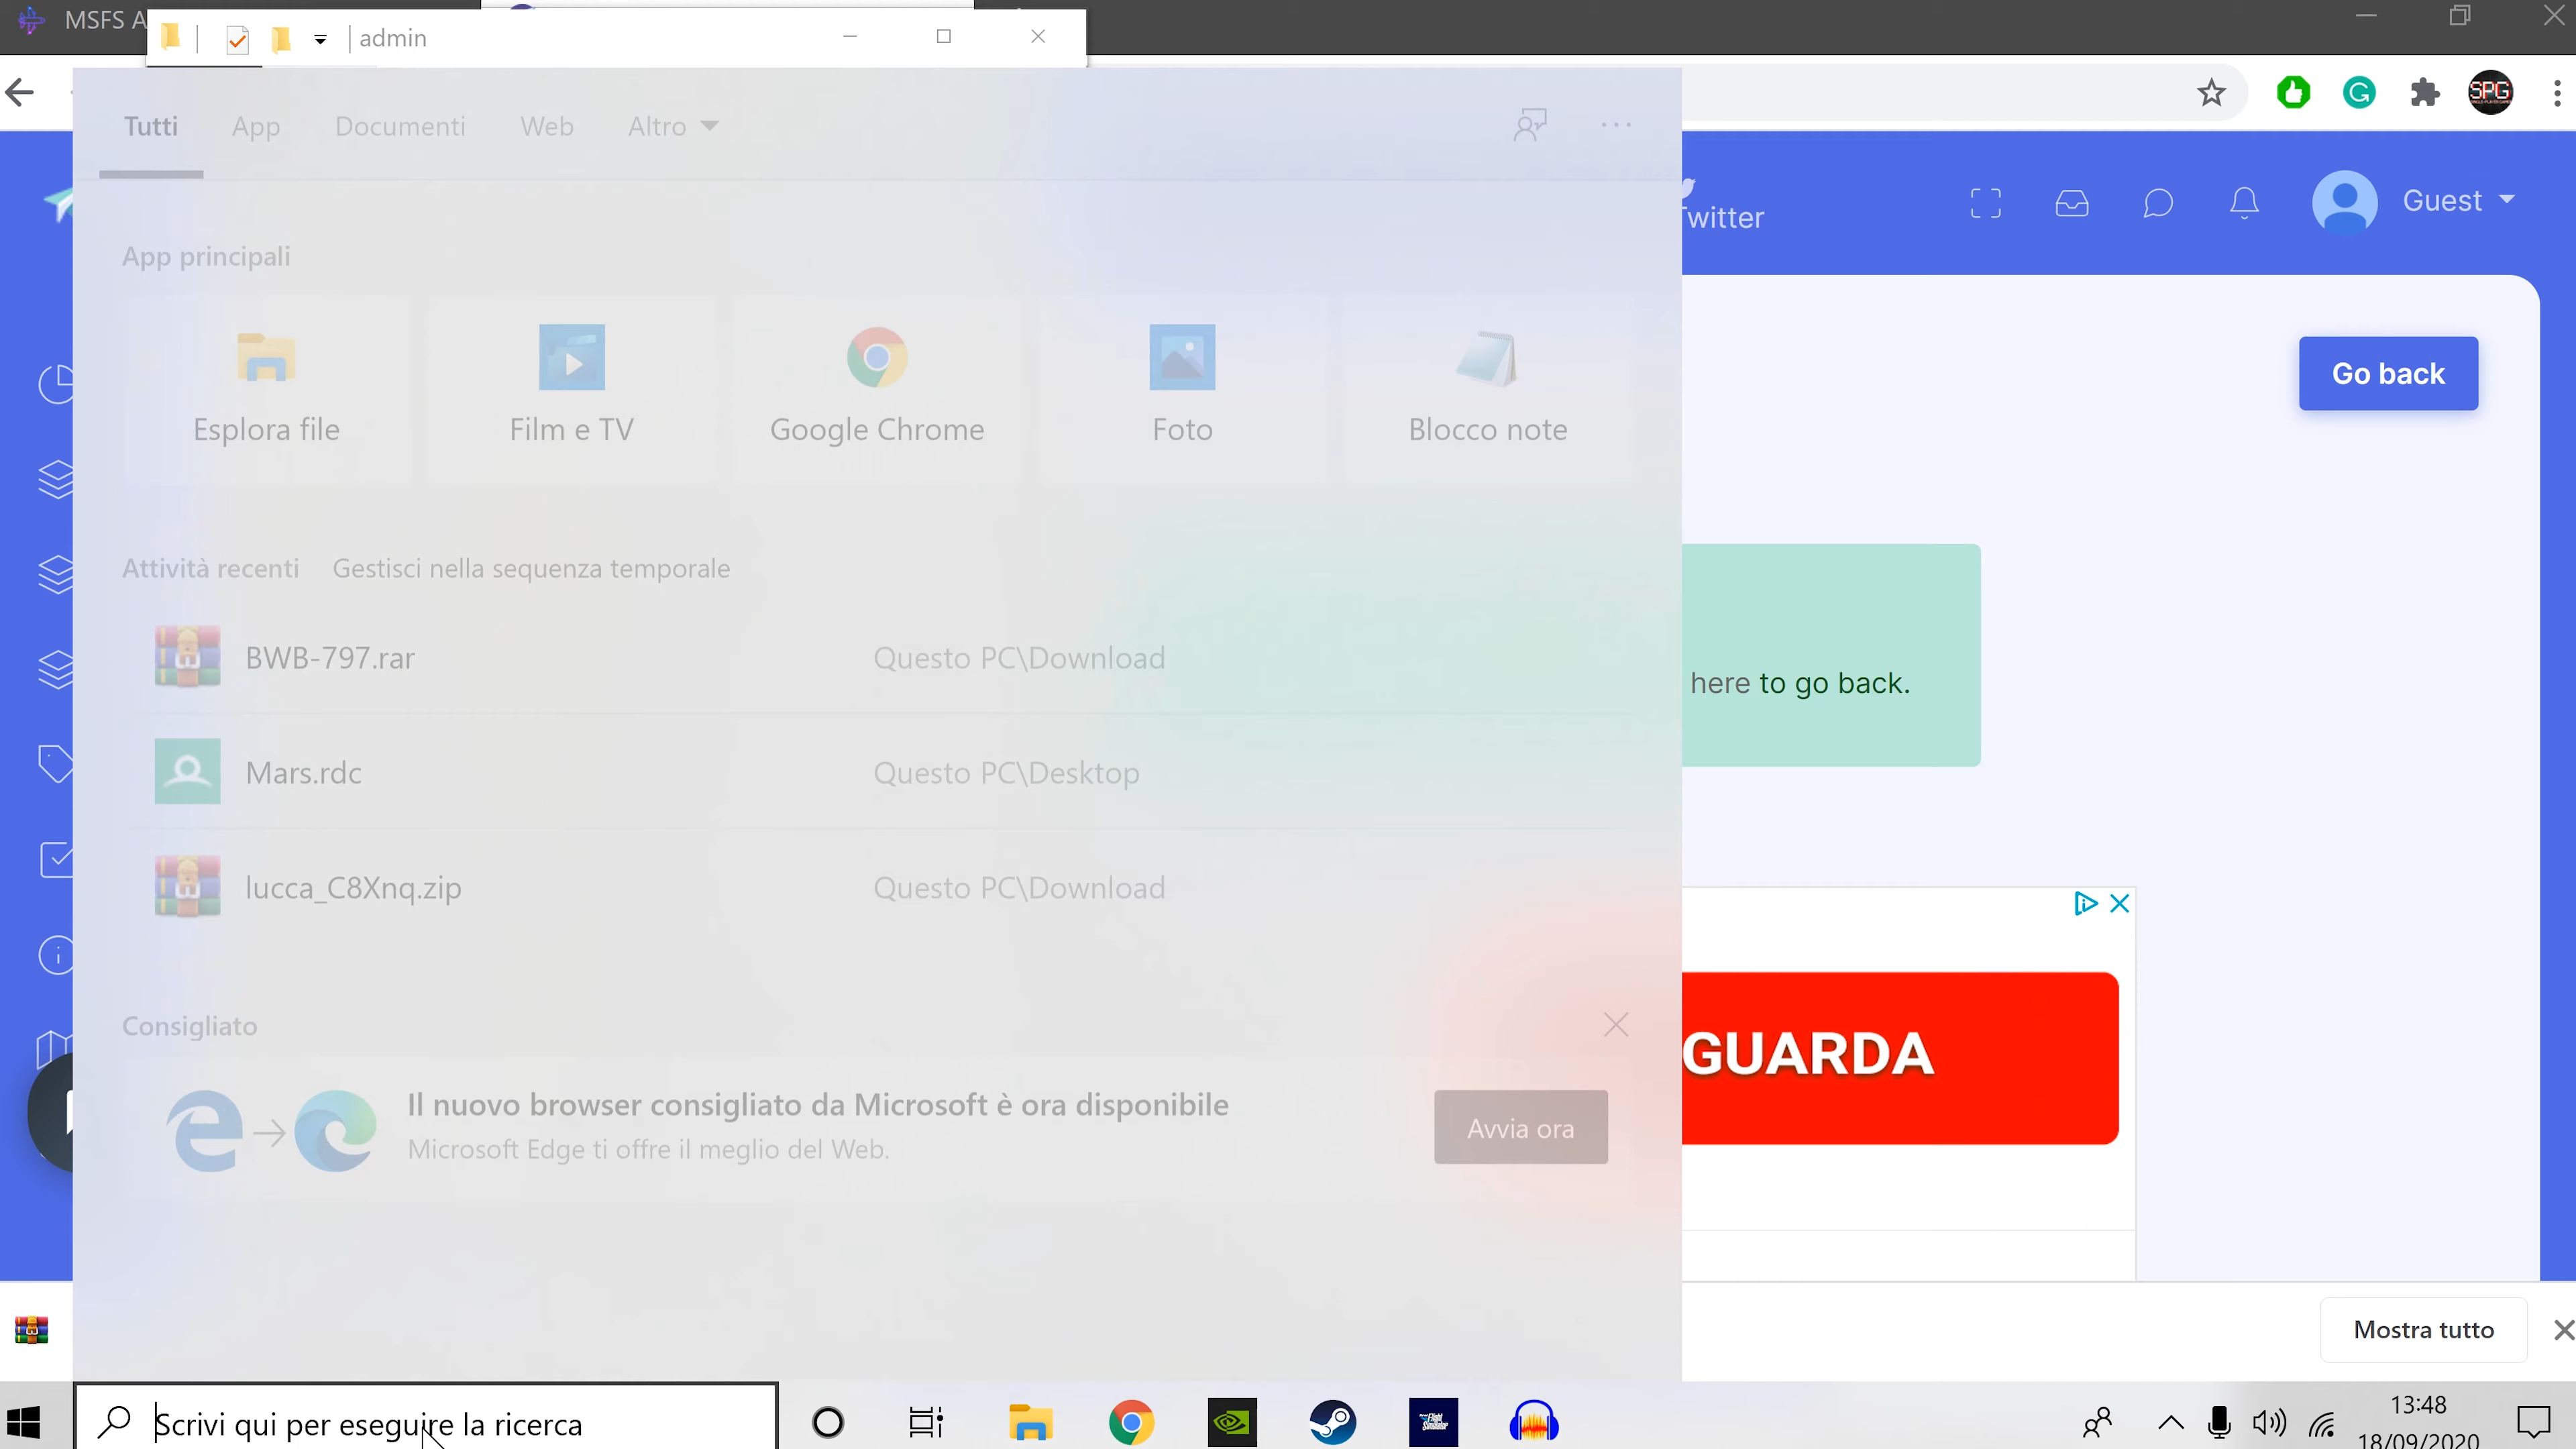 MSFS A
admin
Tutti App Documenti Web Altro
Twitter
Guest
App principali
Esplora file Film e TV Google Chrome Foto Blocco note
Go back
Attività recenti Gestisci nella sequenza temporale
BWB-797.rar Questo PC\Download
here to go back.
Mars.rdc Questo PC\Desktop
lucca_C8Xnq.zip Questo PC\Download
Consigliato
GUARDA
Il nuovo browser consigliato da Microsoft è ora disponibile
Microsoft Edge ti offre il meglio del Web.
Avvia ora
Mostra tutto
Scrivi qui per eseguire la ricerca
13:48
18/09/2020
SPG
Flight
Simulator